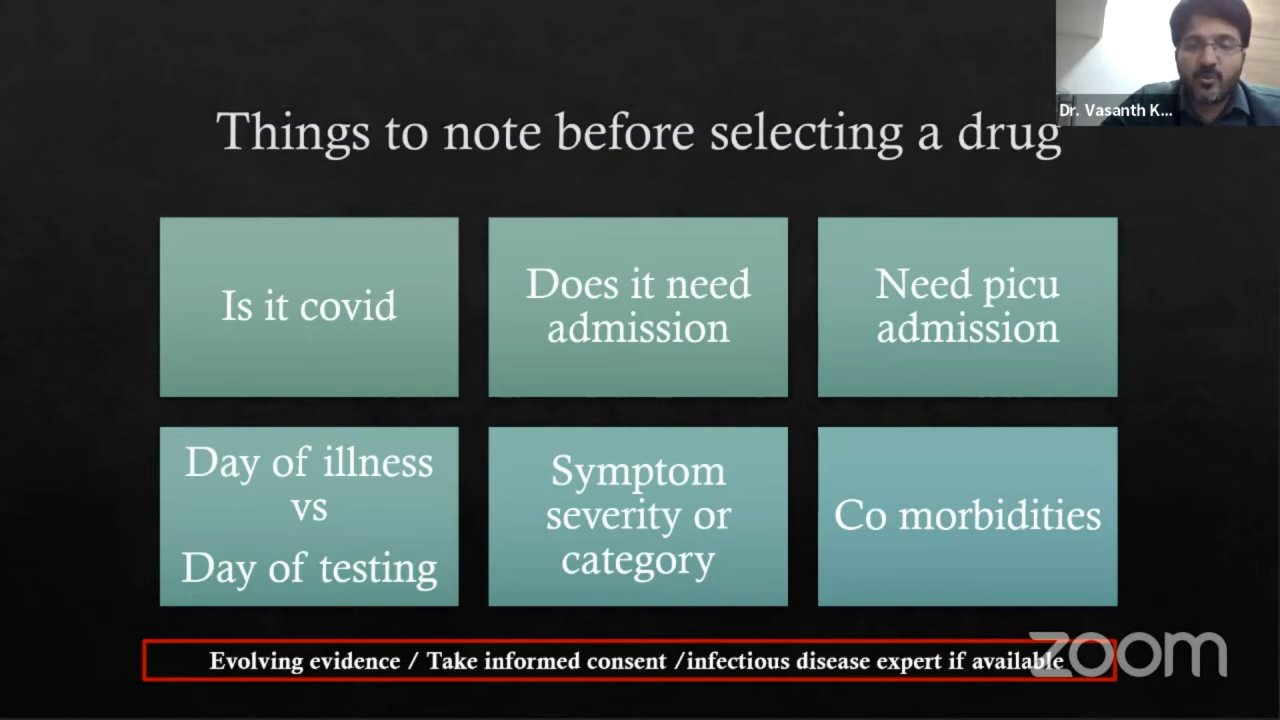 Dr. Vasanth K...
Things to note before selecting a drug
Is it covid
Does it need
admission
Need picu
admission
Day of illness
vs
Day of testing
Symptom
severity or
category
Co morbidities
Evolving evidence / Take informed consent /infectious disease expert if available
zoom